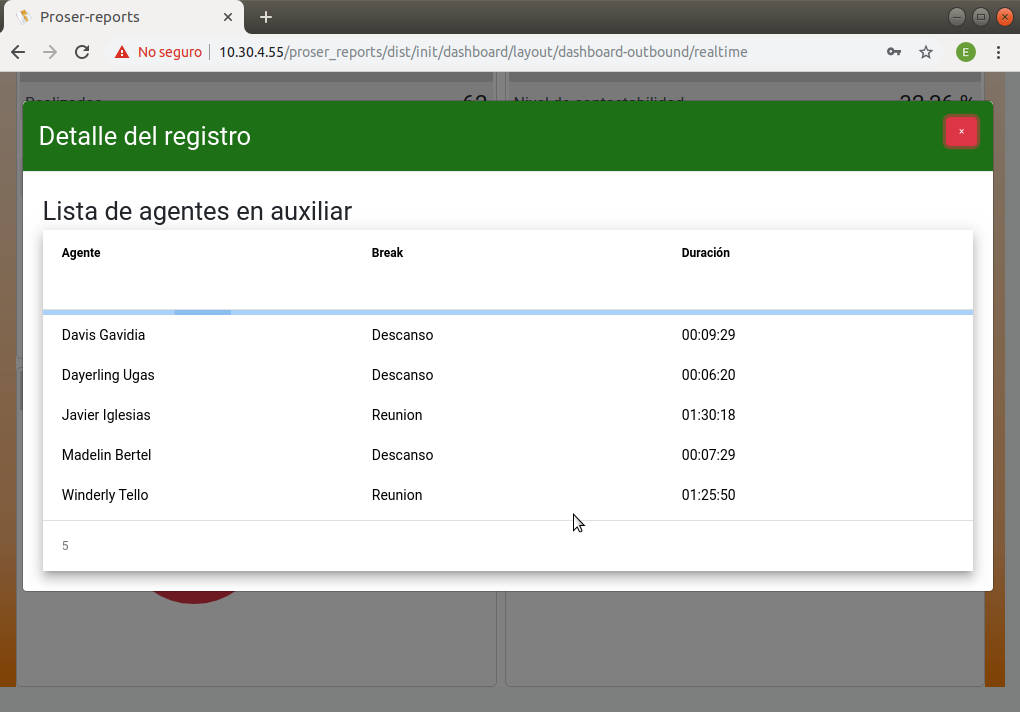 Proser-reports
No seguro 10.30.4.55/proser_reports/dist/init/dashboard/layout/dashboard-outbound/realtime E
Detalle del registro ×
Lista de agentes en auxiliar
Agente Break Duración
Davis Gavidia Descanso 00:09:29
Dayerling Ugas Descanso 00:06:20
Javier Iglesias Reunion 01:30:18
Madelin Bertel Descanso 00:07:29
Winderly Tello Reunion 01:25:50
5